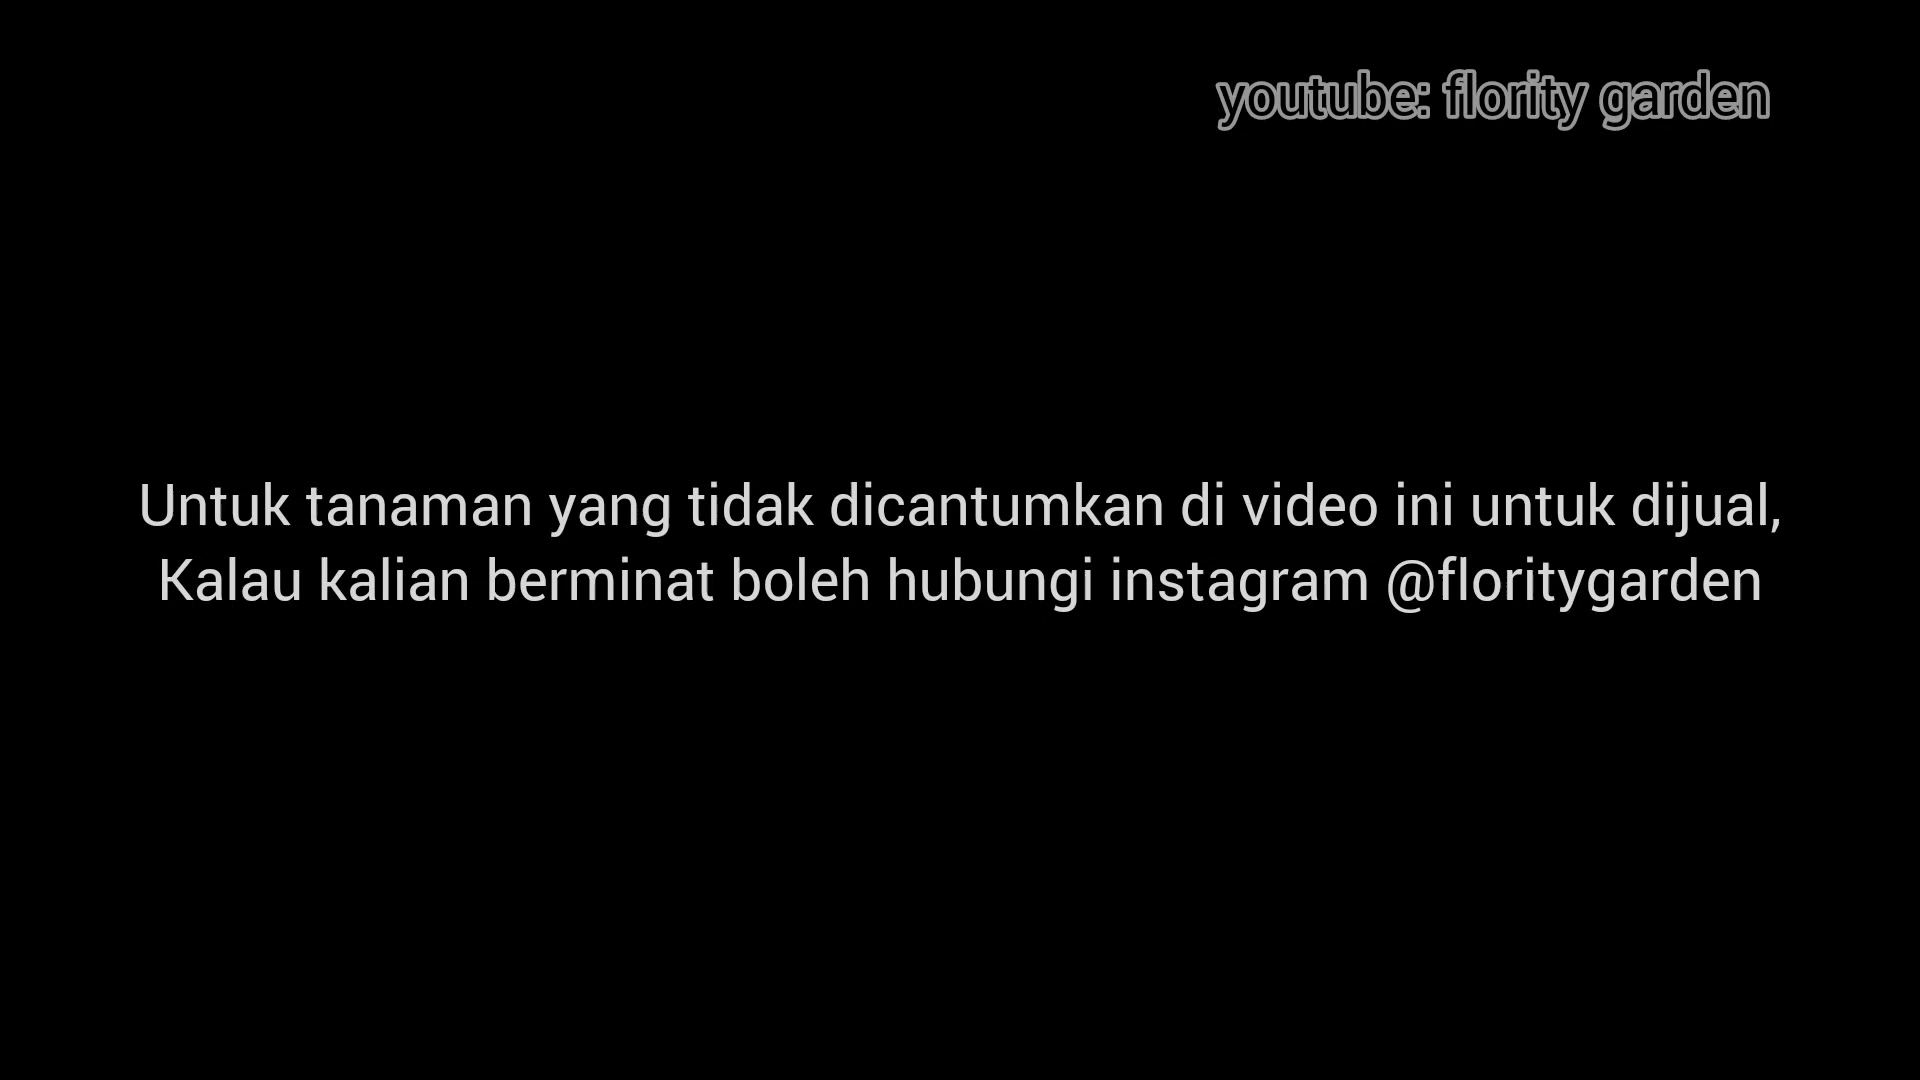 youtube: flority garden
Untuk tanaman yang tidak dicantumkan di video ini untuk dijual,
Kalau kalian berminat boleh hubungi instagram @floritygarden